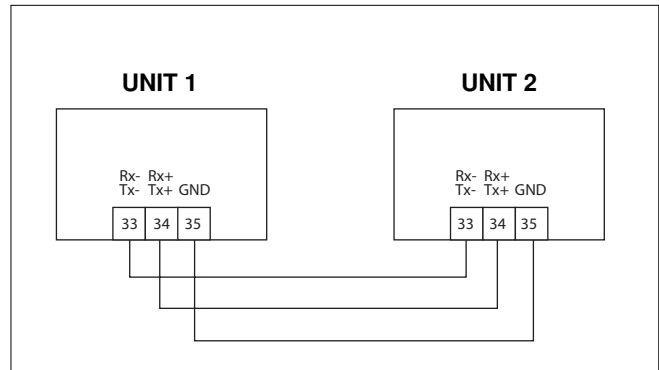 UNIT 1
UNIT 2
Rx- Rx+
Tx- Tx+ GND
33 34 35
Rx- Rx+
Tx- Tx+ GND
33 34 35